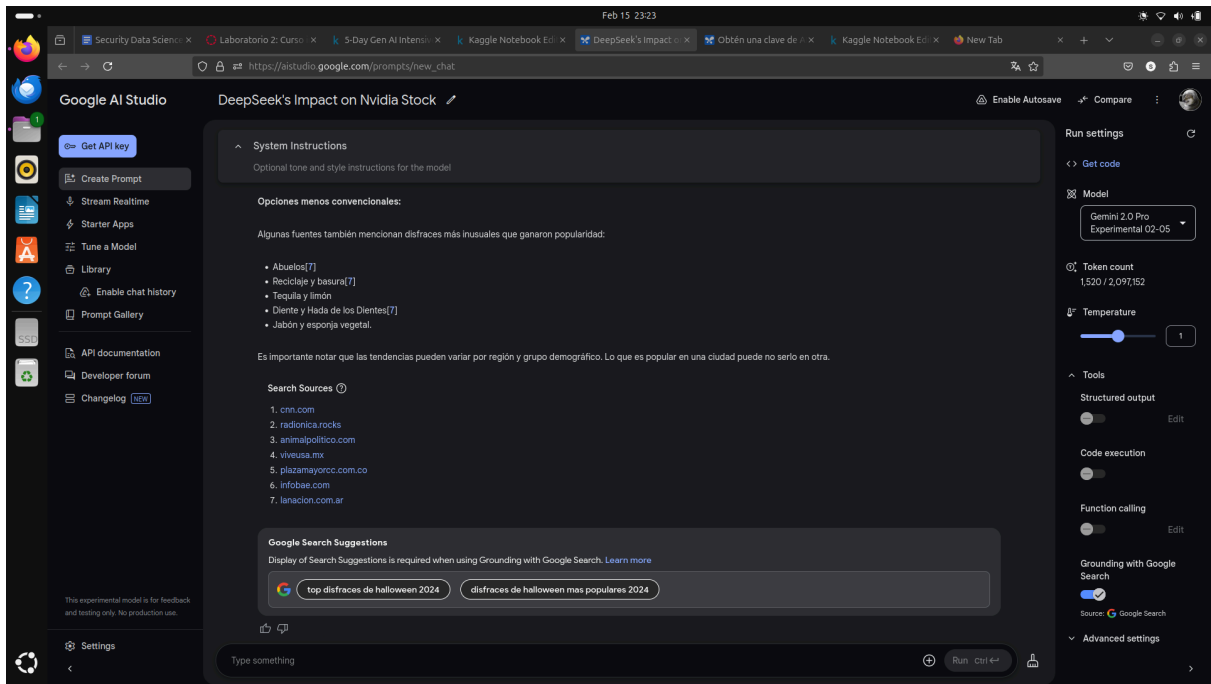 Feb 15 23:23
Security Data Science
Laboratorio 2: Curso
5-Day Gen AI Intensiv
Kaggle Notebook Edi
DeepSeek's Impact o
Obtén una clave de
Kaggle Notebook Edi
New Tab
https://aistudio.google.com/prompts/new_chat
Google AI Studio
DeepSeek's Impact on Nvidia Stock
Enable Autosave
Compare
Get API key
Create Prompt
Stream Realtime
Starter Apps
Tune a Model
Library
Enable chat history
Prompt Gallery
API documentation
Developer forum
Changelog NEW
This experimental model is for feedback
and testing only. No production use.
Settings
System Instructions
Optional tone and style instructions for the model
Opciones menos convencionales:
Algunas fuentes también mencionan disfraces más inusuales que ganaron popularidad:
• Abuelos[7]
• Reciclaje y basura[7]
• Tequila y limón
• Diente y Hada de los Dientes[7]
• Jabón y esponja vegetal.
Es importante notar que las tendencias pueden variar por región y grupo demográfico. Lo que es popular en una ciudad puede no serlo en otra.
Search Sources
1. cnn.com
2. radionica.rocks
3. animalpolitico.com
4. viveusa.mx
5. plazamayorcc.com.co
6. infobae.com
7. lanacion.com.ar
Google Search Suggestions
Display of Search Suggestions is required when using Grounding with Google Search. Learn more
top disfraces de halloween 2024
disfraces de halloween mas populares 2024
Type something
Run Ctrl
Run settings
Get code
Model
Gemini 2.0 Pro
Experimental 02-05
Token count
1,520 / 2,097,152
Temperature
1
Tools
Structured output
Edit
Code execution
Function calling
Edit
Grounding with Google
Search
Source: Google Search
Advanced settings
1
SSD